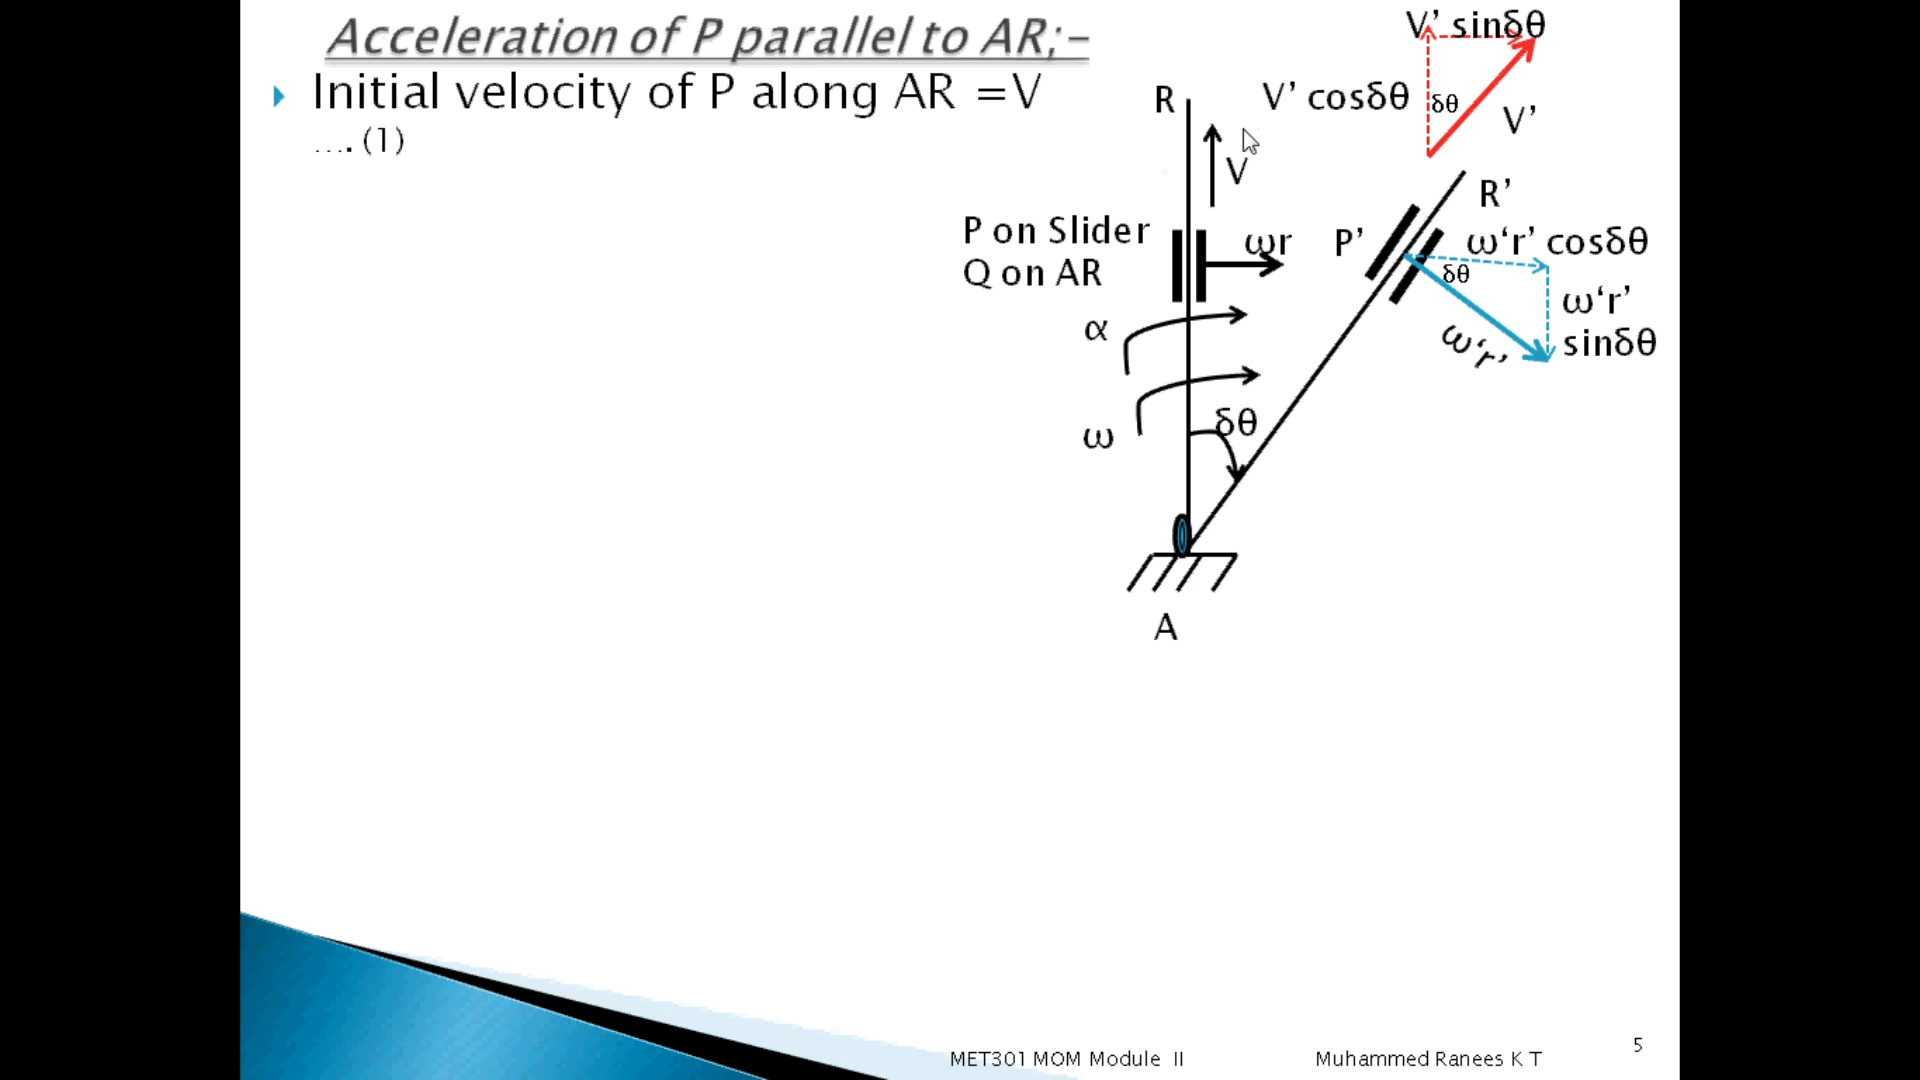 Acceleration of P parallel to AR;-
Initial velocity of P along AR =V
....(1)
V' sinδθ
V' cosδθ
δθ
V'
R
V
R'
P on Slider
Q on AR
ωr
P'
ω‘r' cosδθ
δθ
ω‘r'
sinδθ
ω‘r'
α
ω
δθ
A
MET301 MOM Module II
Muhammed Ranees K T
5